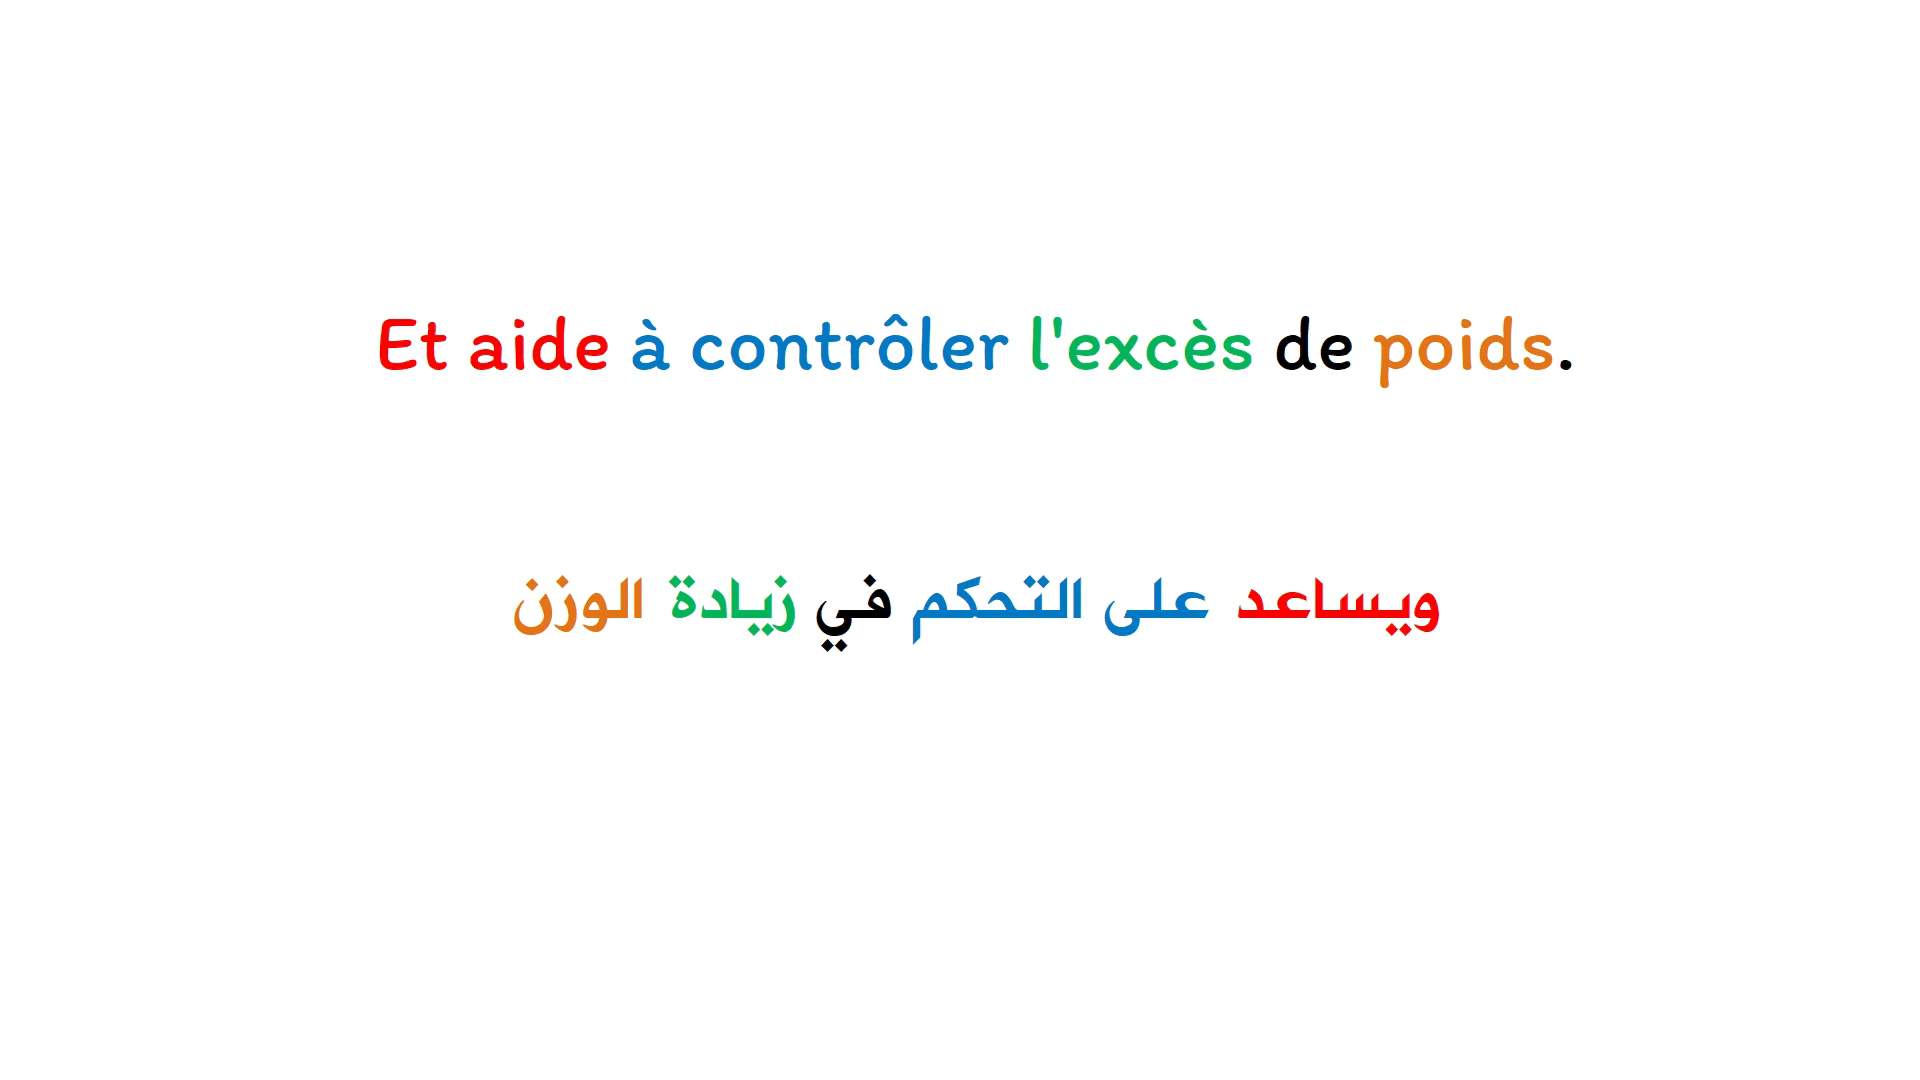 Et aide à contrôler l'excès de poids.
ويساعد على التحكم في زيادة الوزن